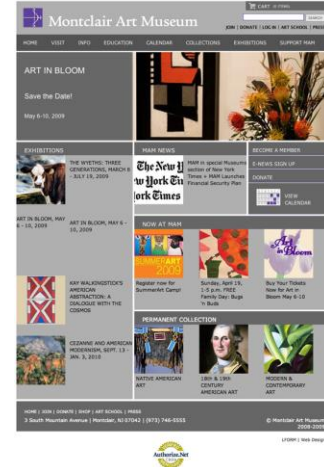 CART 0 ITEMS
SEARCH
Montclair Art Museum
JOIN | DONATE | LOG IN | ART SCHOOL | PRESS
HOME VISIT INFO EDUCATION CALENDAR COLLECTIONS EXHIBITIONS SUPPORT MAM
ART IN BLOOM
Save the Date!
May 6-10, 2009
EXHIBITIONS
THE WYETHS: THREE
GENERATIONS, MARCH 8
- JULY 19, 2009
ART IN BLOOM, MAY
6 - 10, 2009
ART IN BLOOM, MAY 6 -
10, 2009
KAY WALKINGSTICK'S
AMERICAN
ABSTRACTION: A
DIALOGUE WITH THE
COSMOS
CEZANNE AND AMERICAN
MODERNISM, SEPT. 13 -
JAN. 3, 2010
MAM NEWS
The New Y
w York Ti
rk Times
MAM in special Museums
section of New York
Times + MAM Launches
Financial Security Plan
BECOME A MEMBER
E-NEWS SIGN UP
DONATE
VIEW
CALENDAR
NOW AT MAM
SUMMERART
2009
Register now for
SummerArt Camp!
Sunday, April 19,
1-5 p.m. FREE
Family Day: Bugs
'n Buds
Art
in Bloom
Buy Your Tickets
Now for Art in
Bloom May 6-10
PERMANENT COLLECTION
NATIVE AMERICAN
ART
18th & 19th
CENTURY
AMERICAN ART
MODERN &
CONTEMPORARY
ART
HOME | JOIN | DONATE | SHOP | ART SCHOOL | PRESS
3 South Mountain Avenue | Montclair, NJ 07042 | (973) 746-5555
© Montclair Art Museum
2008-2009
LFORM | Web Design
Authorize.Net